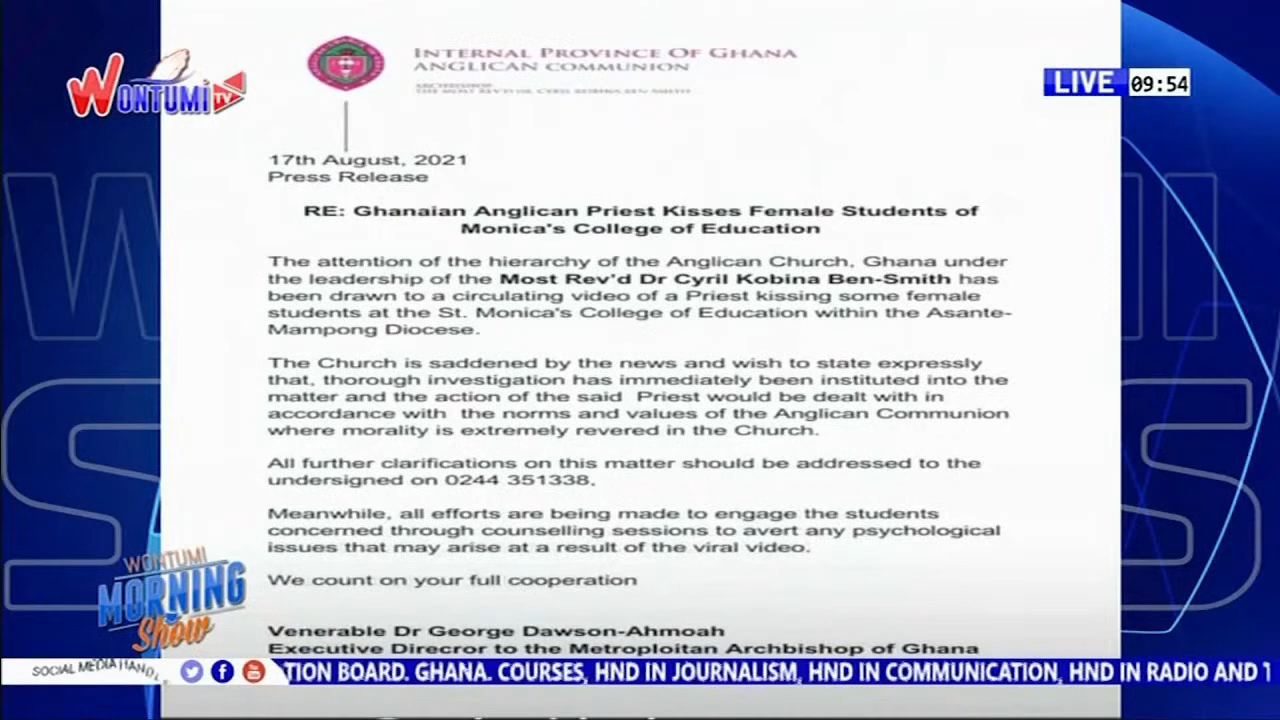 WONTUMI TV
LIVE 09:54
INTERNAL PROVINCE OF GHANA
ANGLICAN COMMUNION
ARCHBISHOP
THE MOST REV'D DR. CYRIL KOBINA BEN-SMITH
17th August, 2021
Press Release
RE: Ghanaian Anglican Priest Kisses Female Students of
Monica's College of Education
The attention of the hierarchy of the Anglican Church, Ghana under
the leadership of the Most Rev'd Dr Cyril Kobina Ben-Smith has
been drawn to a circulating video of a Priest kissing some female
students at the St. Monica's College of Education within the Asante-
Mampong Diocese.
The Church is saddened by the news and wish to state expressly
that, thorough investigation has immediately been instituted into the
matter and the action of the said Priest would be dealt with in
accordance with the norms and values of the Anglican Communion
where morality is extremely revered in the Church.
All further clarifications on this matter should be addressed to the
undersigned on 0244 351338.
Meanwhile, all efforts are being made to engage the students
concerned through counselling sessions to avert any psychological
issues that may arise at a result of the viral video.
We count on your full cooperation
Venerable Dr George Dawson-Ahmoah
Executive Direcror to the Metroploitan Archbishop of Ghana
WONTUMI
MORNING
Show
SOCIAL MEDIA HANDL
TION BOARD. GHANA. COURSES, HND IN JOURNALISM, HND IN COMMUNICATION, HND IN RADIO AND T